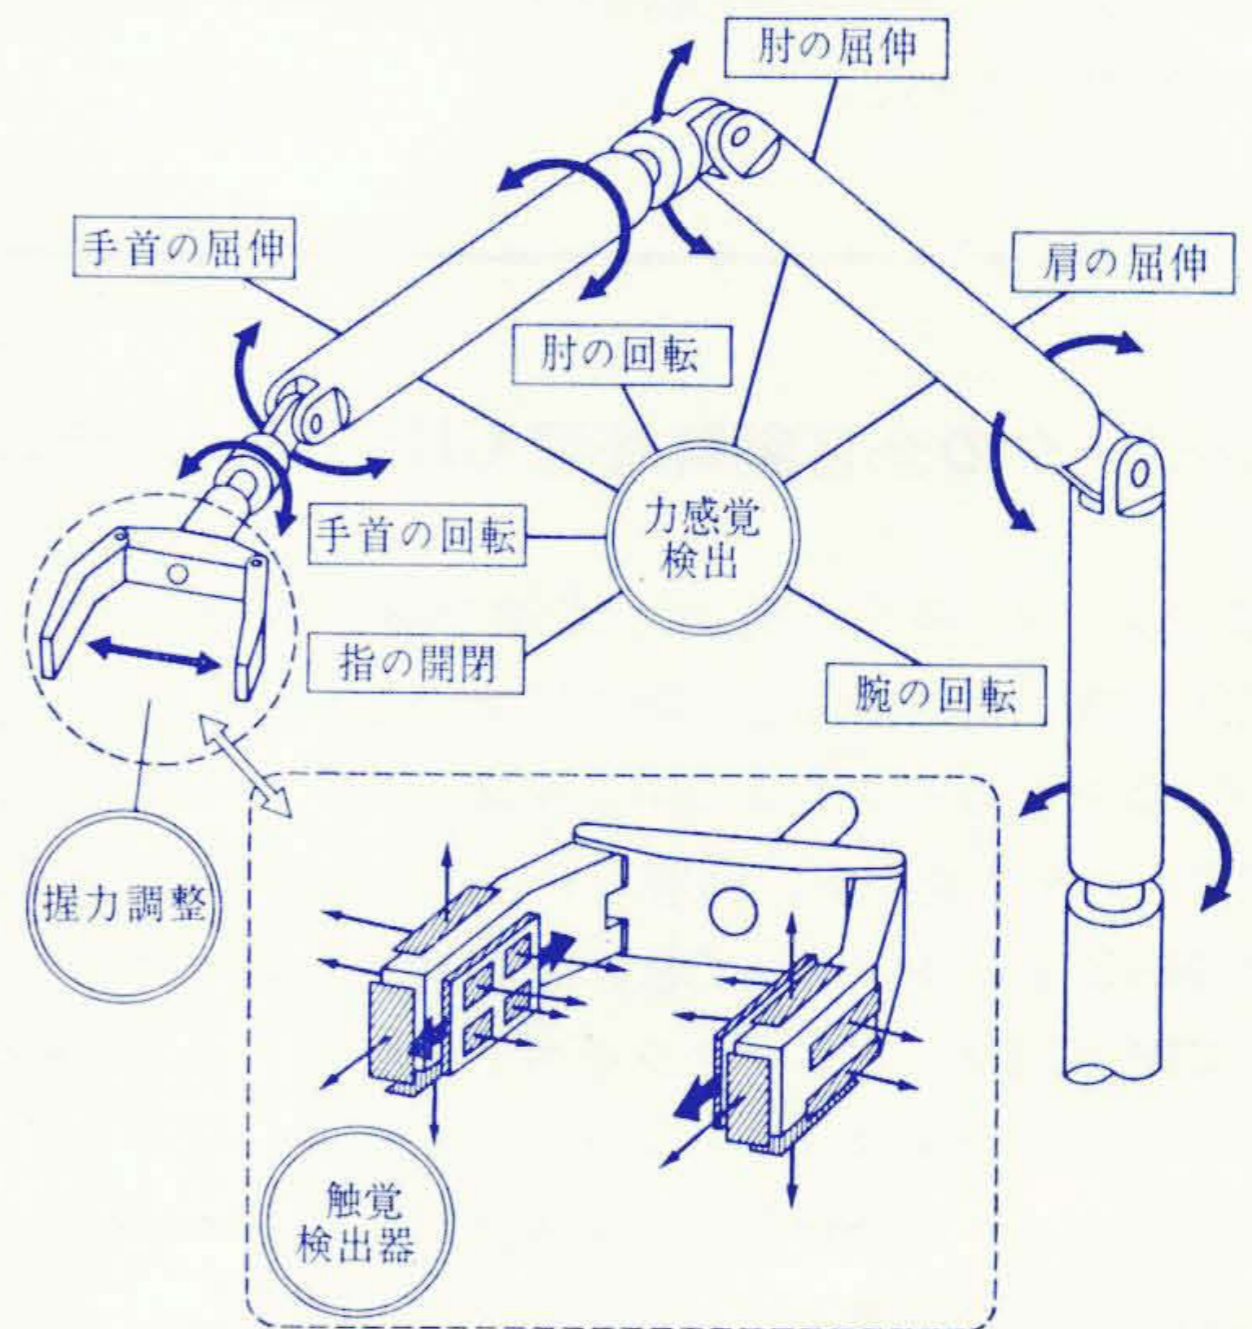 肘の屈伸
手首の屈伸
肩の屈伸
肘の回転
力感覚
検出
手首の回転
指の開閉
腕の回転
握力調整
触覚
検出器